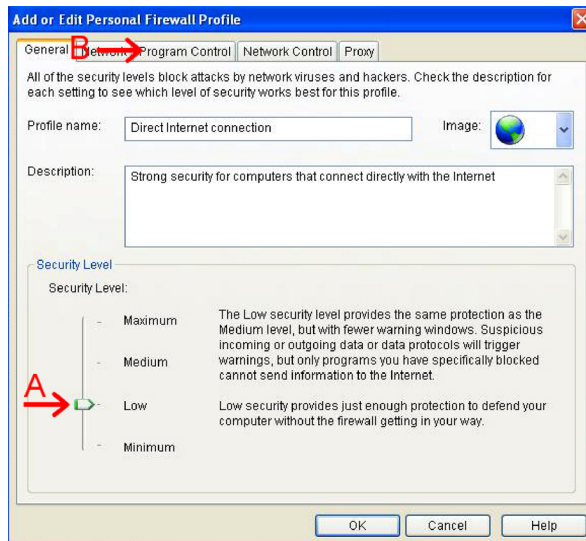 Add or Edit Personal Firewall Profile
General Network Program Control Network Control Proxy
B
All of the security levels block attacks by network viruses and hackers. Check the description for
each setting to see which level of security works best for this profile.
Profile name: Direct Internet connection Image:
Description: Strong security for computers that connect directly with the Internet
Security Level
Security Level:
Maximum
Medium
A
Low
Minimum
The Low security level provides the same protection as the
Medium level, but with fewer warning windows. Suspicious
incoming or outgoing data or data protocols will trigger
warnings, but only programs you have specifically blocked
cannot send information to the Internet.
Low security provides just enough protection to defend your
computer without the firewall getting in your way.
OK Cancel Help